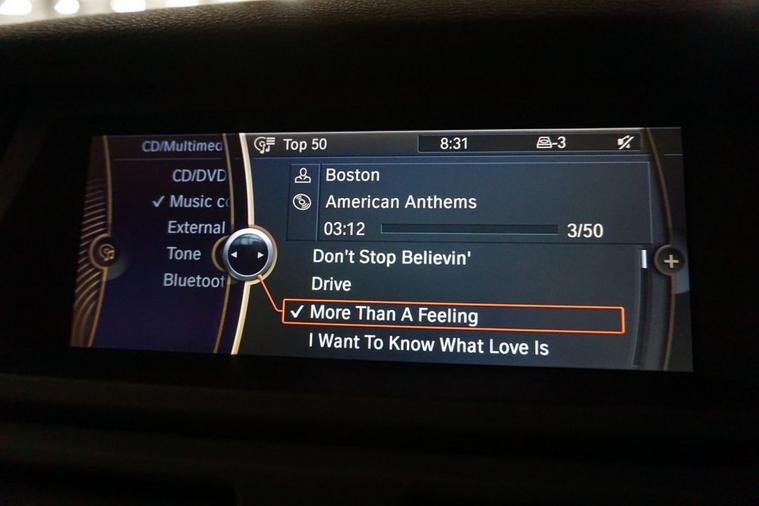 CD/Multimed
CD/DVD
Music c
External
Tone
Bluetoot
Top 50
8:31
-3
Boston
American Anthems
03:12
3/50
Don't Stop Believin'
Drive
More Than A Feeling
I Want To Know What Love Is